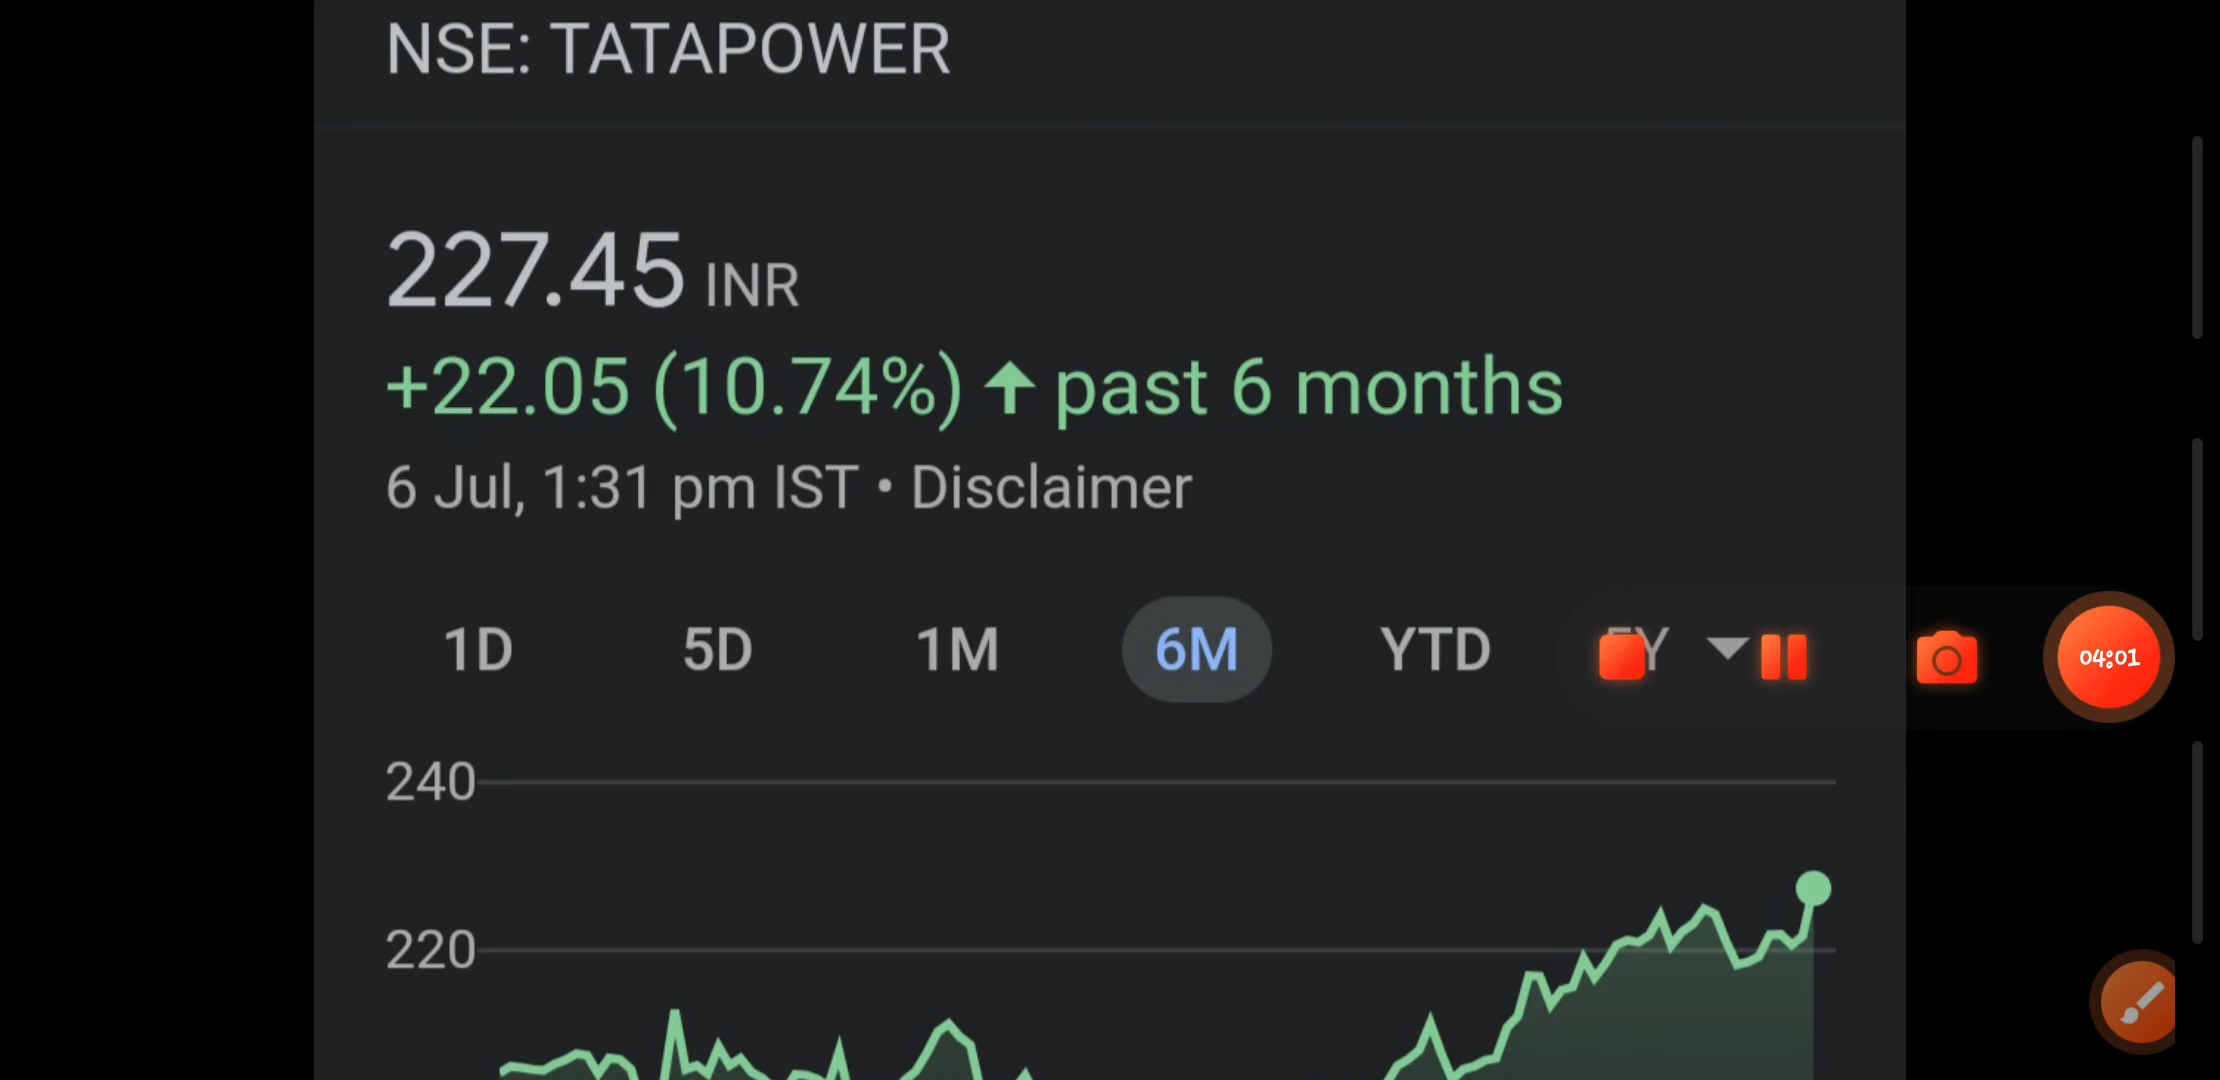 NSE: TATAPOWER
227.45 INR
+22.05 (10.74%) ↑ past 6 months
6 Jul, 1:31 pm IST • Disclaimer
1D 5D 1M 6M YTD
04:01
240
220